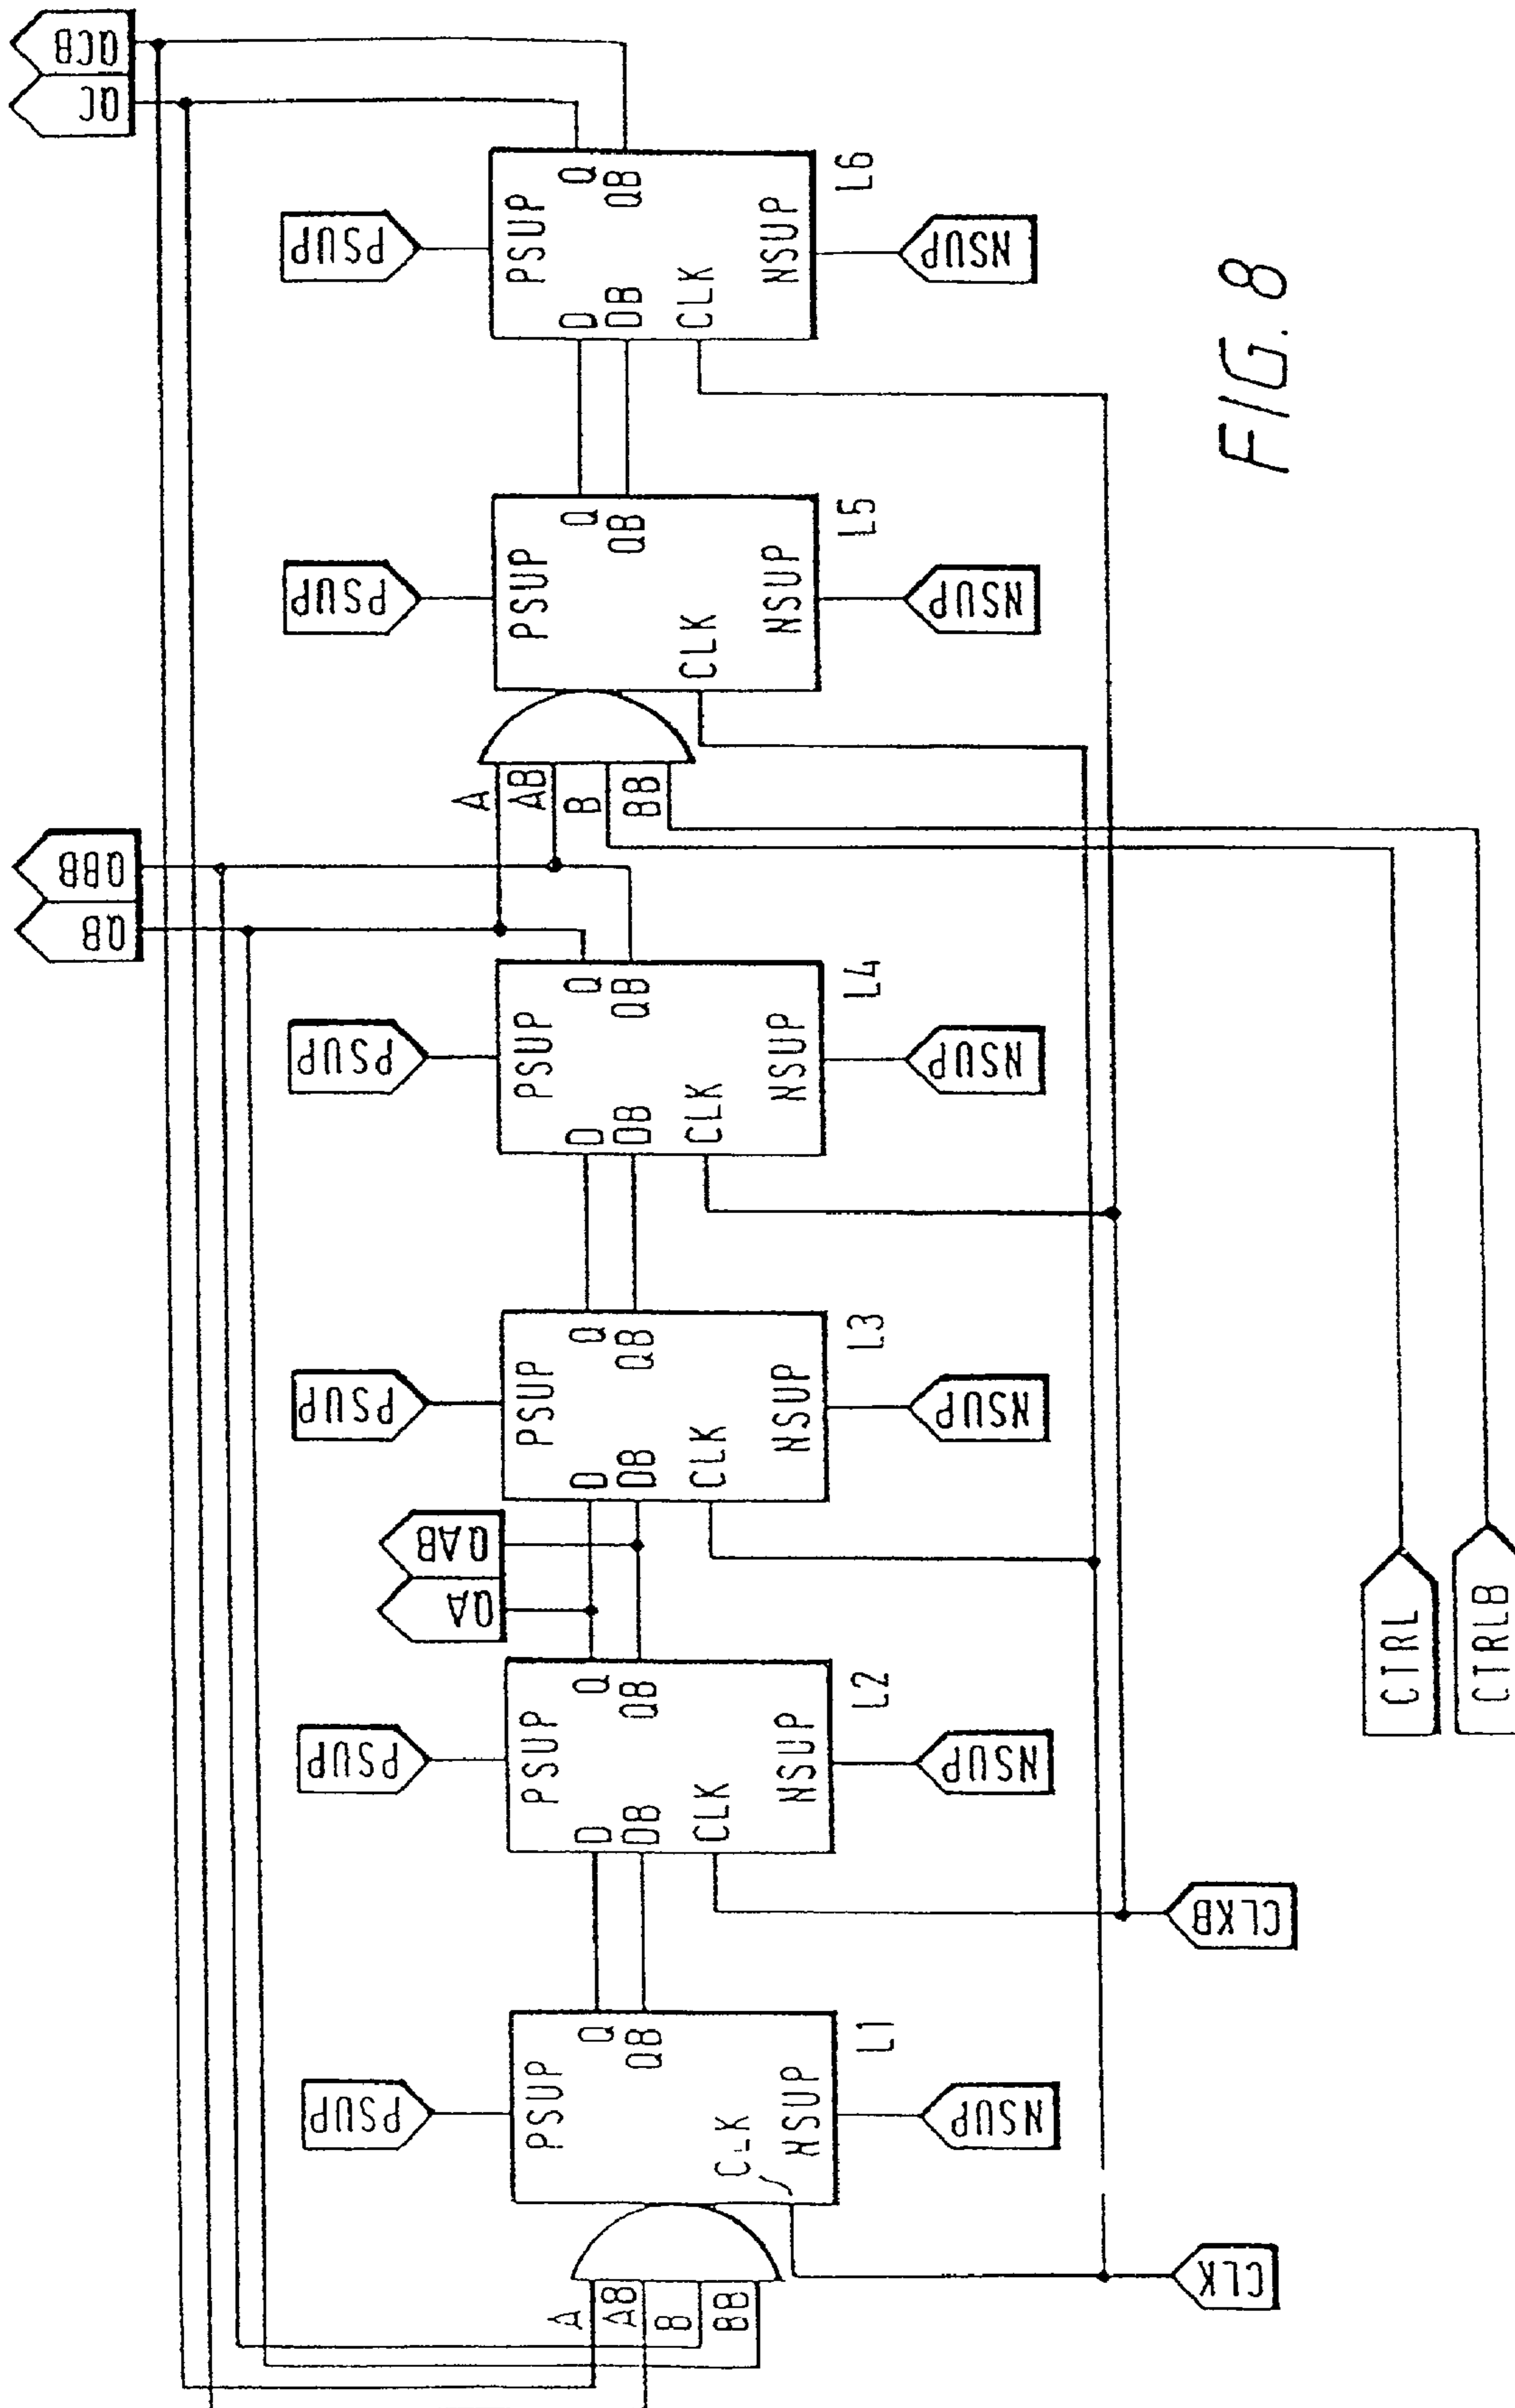 QC
QCB
QB
QBB
QA
QAB
PSUP
PSUP
PSUP
PSUP
PSUP
PSUP
A
AB
B
BB
PSUP
Q
QB
CLK
NSUP
L1
PSUP
D
DB
Q
QB
CLK
NSUP
L2
PSUP
D
DB
Q
QB
CLK
NSUP
L3
PSUP
D
DB
Q
QB
CLK
NSUP
L4
A
AB
B
BB
PSUP
Q
QB
CLK
NSUP
L5
PSUP
D
DB
Q
QB
CLK
NSUP
L6
NSUP
NSUP
NSUP
NSUP
NSUP
NSUP
CLK
CLKB
CTRL
CTRLB
FIG. 8